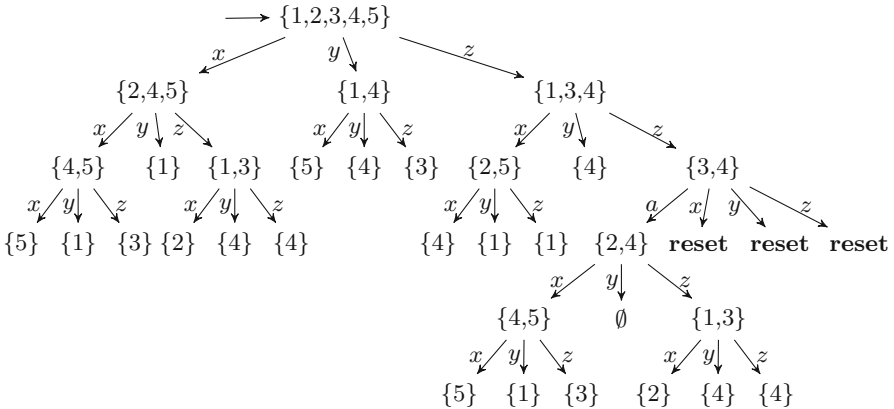 {1,2,3,4,5}
x y z
{2,4,5} {1,4} {1,3,4}
x y z x y z x y z
{4,5} {1} {1,3} {5} {4} {3} {2,5} {4} {3,4}
x y z x y z x y z a x y z
{5} {1} {3} {2} {4} {4} {4} {1} {1} {2,4} reset reset reset
x y z
{4,5} ∅ {1,3}
x y z x y z
{5} {1} {3} {2} {4} {4}